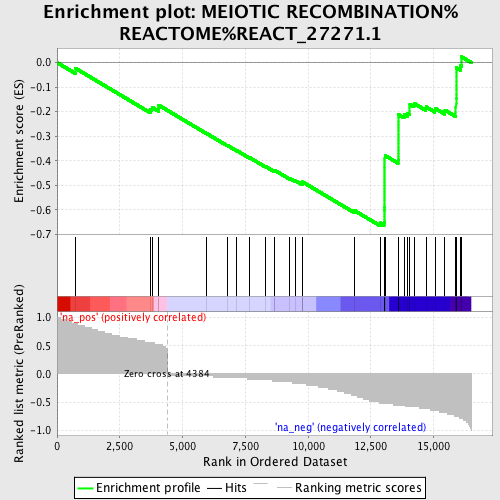 Enrichment plot: MEIOTIC RECOMBINATION%
REACTOME%REACT_27271.1
Enrichment score (ES)
0.0
-0.1
-0.2
-0.3
-0.4
-0.5
-0.6
-0.7
Ranked list metric (PreRanked)
1.0
0.5
0.0
-0.5
-1.0
'na_pos' (positively correlated)
Zero cross at 4384
'na_neg' (negatively correlated)
0
2,500
5,000
7,500
10,000
12,500
15,000
Rank in Ordered Dataset
Enrichment profile
Hits
Ranking metric scores